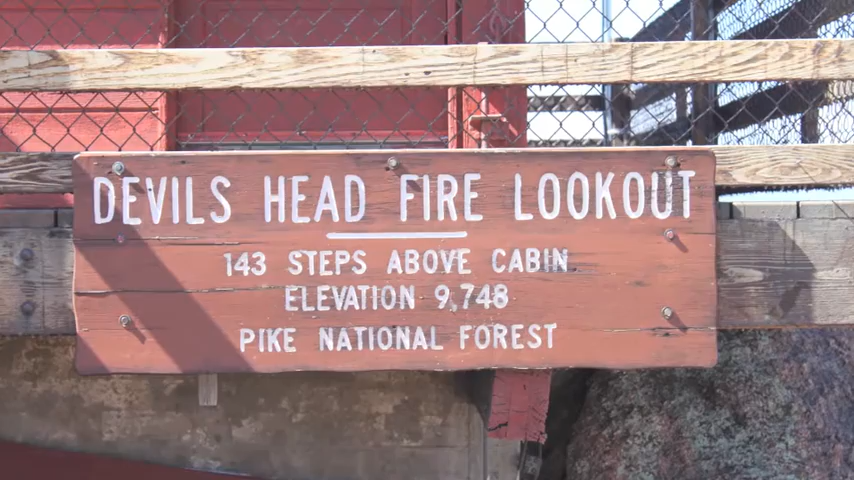 DEVILS HEAD FIRE LOOKOUT
143 STEPS ABOVE CABIN
ELEVATION 9,748
PIKE NATIONAL FOREST